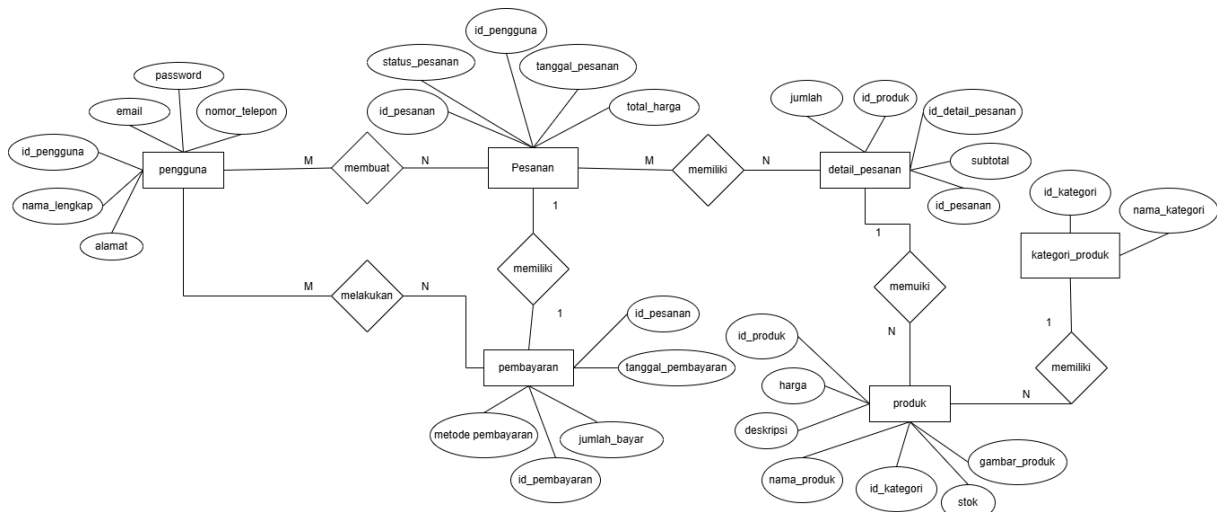 id_pengguna
status_pesanan
tanggal_pesanan
password
jumlah
id_produk
email
nomor_telepon
id_pesanan
total_harga
id_detail_pesanan
id_pengguna
pengguna
M
membuat
N
Pesanan
M
memiliki
N
detail_pesanan
subtotal
nama_lengkap
id_pesanan
id_kategori
nama_kategori
alamat
1
1
kategori_produk
memiliki
memuiki
M
melakukan
N
1
id_pesanan
1
N
id_produk
pembayaran
tanggal_pembayaran
memiliki
harga
N
produk
deskripsi
metode pembayaran
jumlah_bayar
gambar_produk
id_pembayaran
nama_produk
id_kategori
stok